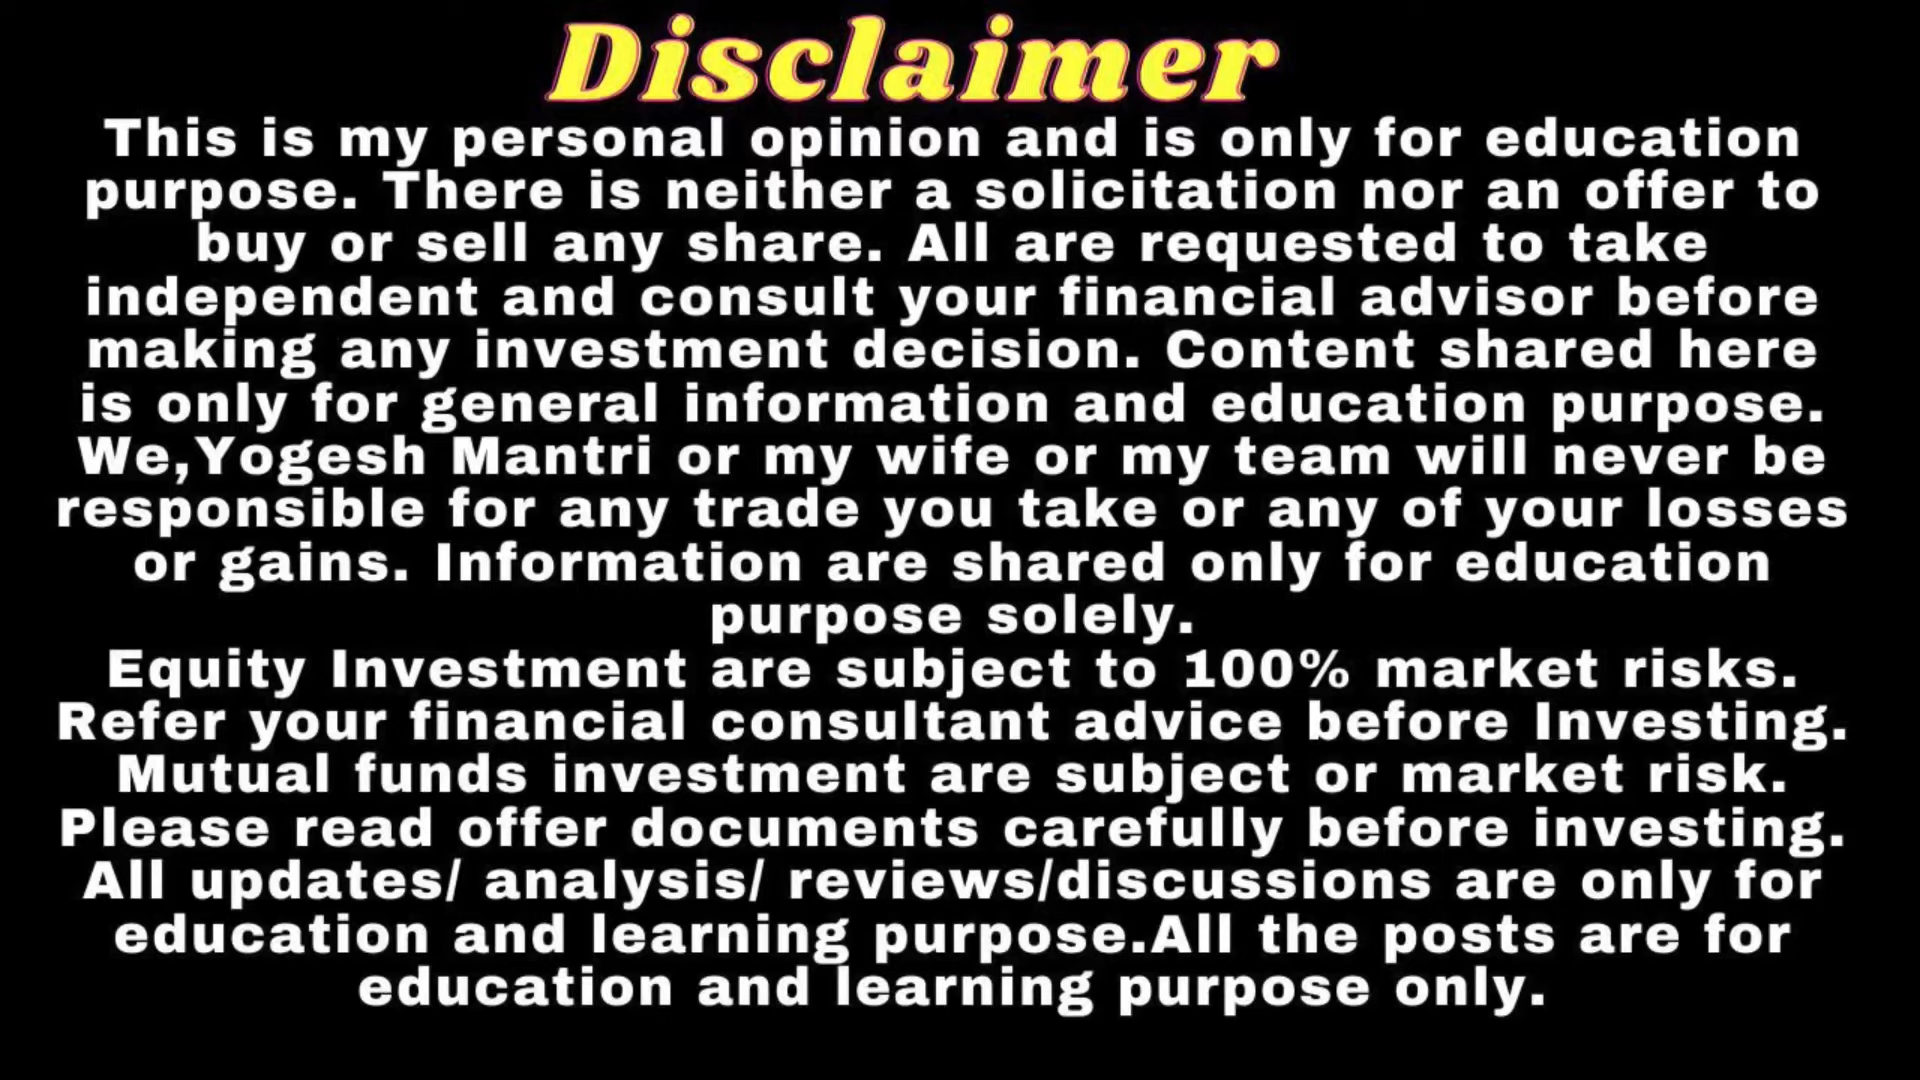 Disclaimer
This is my personal opinion and is only for education
purpose. There is neither a solicitation nor an offer to
buy or sell any share. All are requested to take
independent and consult your financial advisor before
making any investment decision. Content shared here
is only for general information and education purpose.
We,Yogesh Mantri or my wife or my team will never be
responsible for any trade you take or any of your losses
or gains. Information are shared only for education
purpose solely.
Equity Investment are subject to 100% market risks.
Refer your financial consultant advice before Investing.
Mutual funds investment are subject or market risk.
Please read offer documents carefully before investing.
All updates/ analysis/ reviews/discussions are only for
education and learning purpose.All the posts are for
education and learning purpose only.